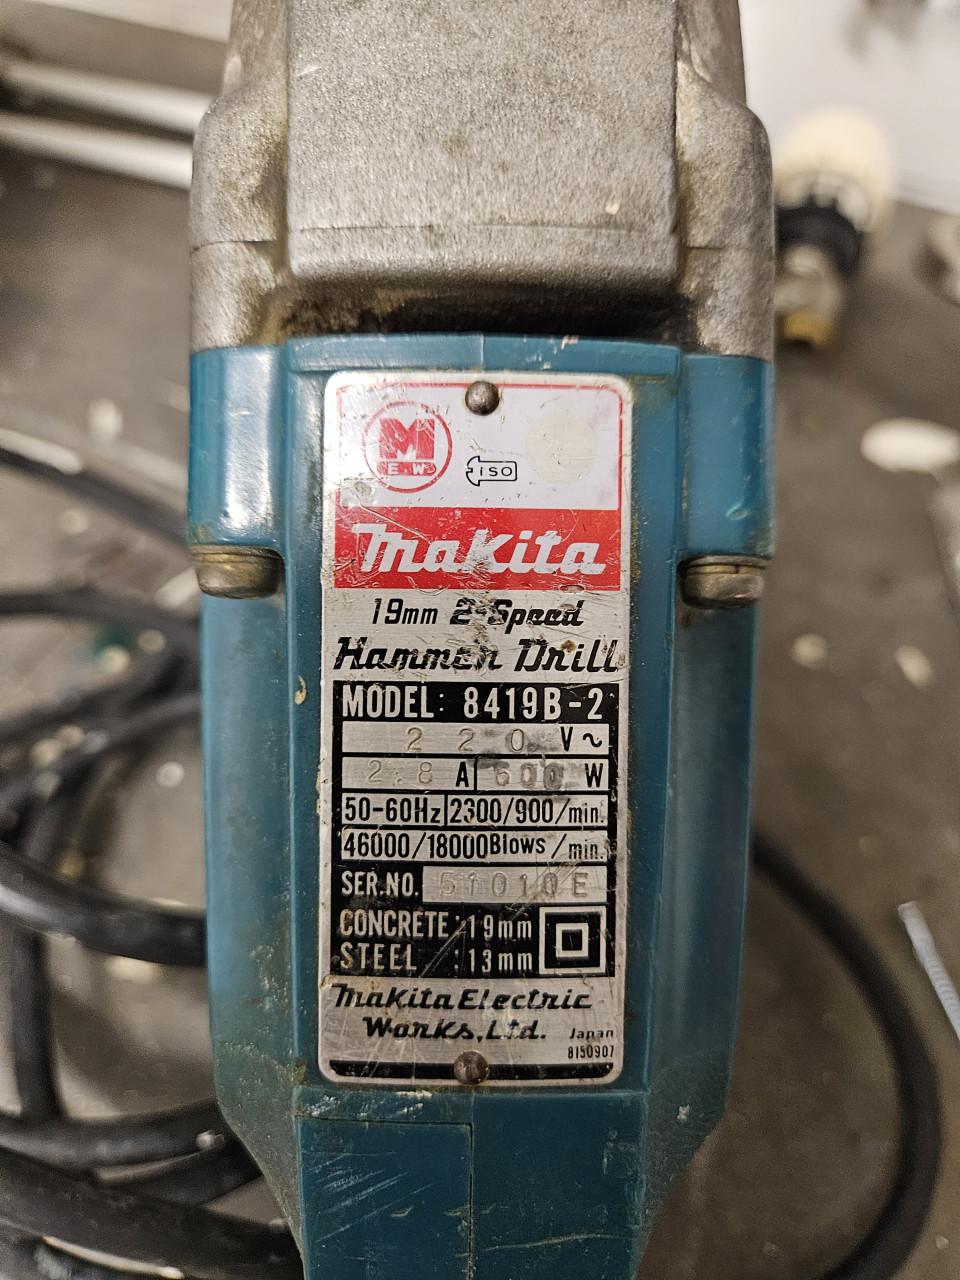 M
E.W.
ISO
Makita
19mm 2-Speed
Hammer Drill
MODEL: 8419B-2
220 V~
2.8 A 600 W
50-60Hz 2300/900/min.
46000/18000Blows/min.
SER.NO. 51010E
CONCRETE:19mm
STEEL :13mm
Makita Electric
Works, Ltd. Japan
8150907